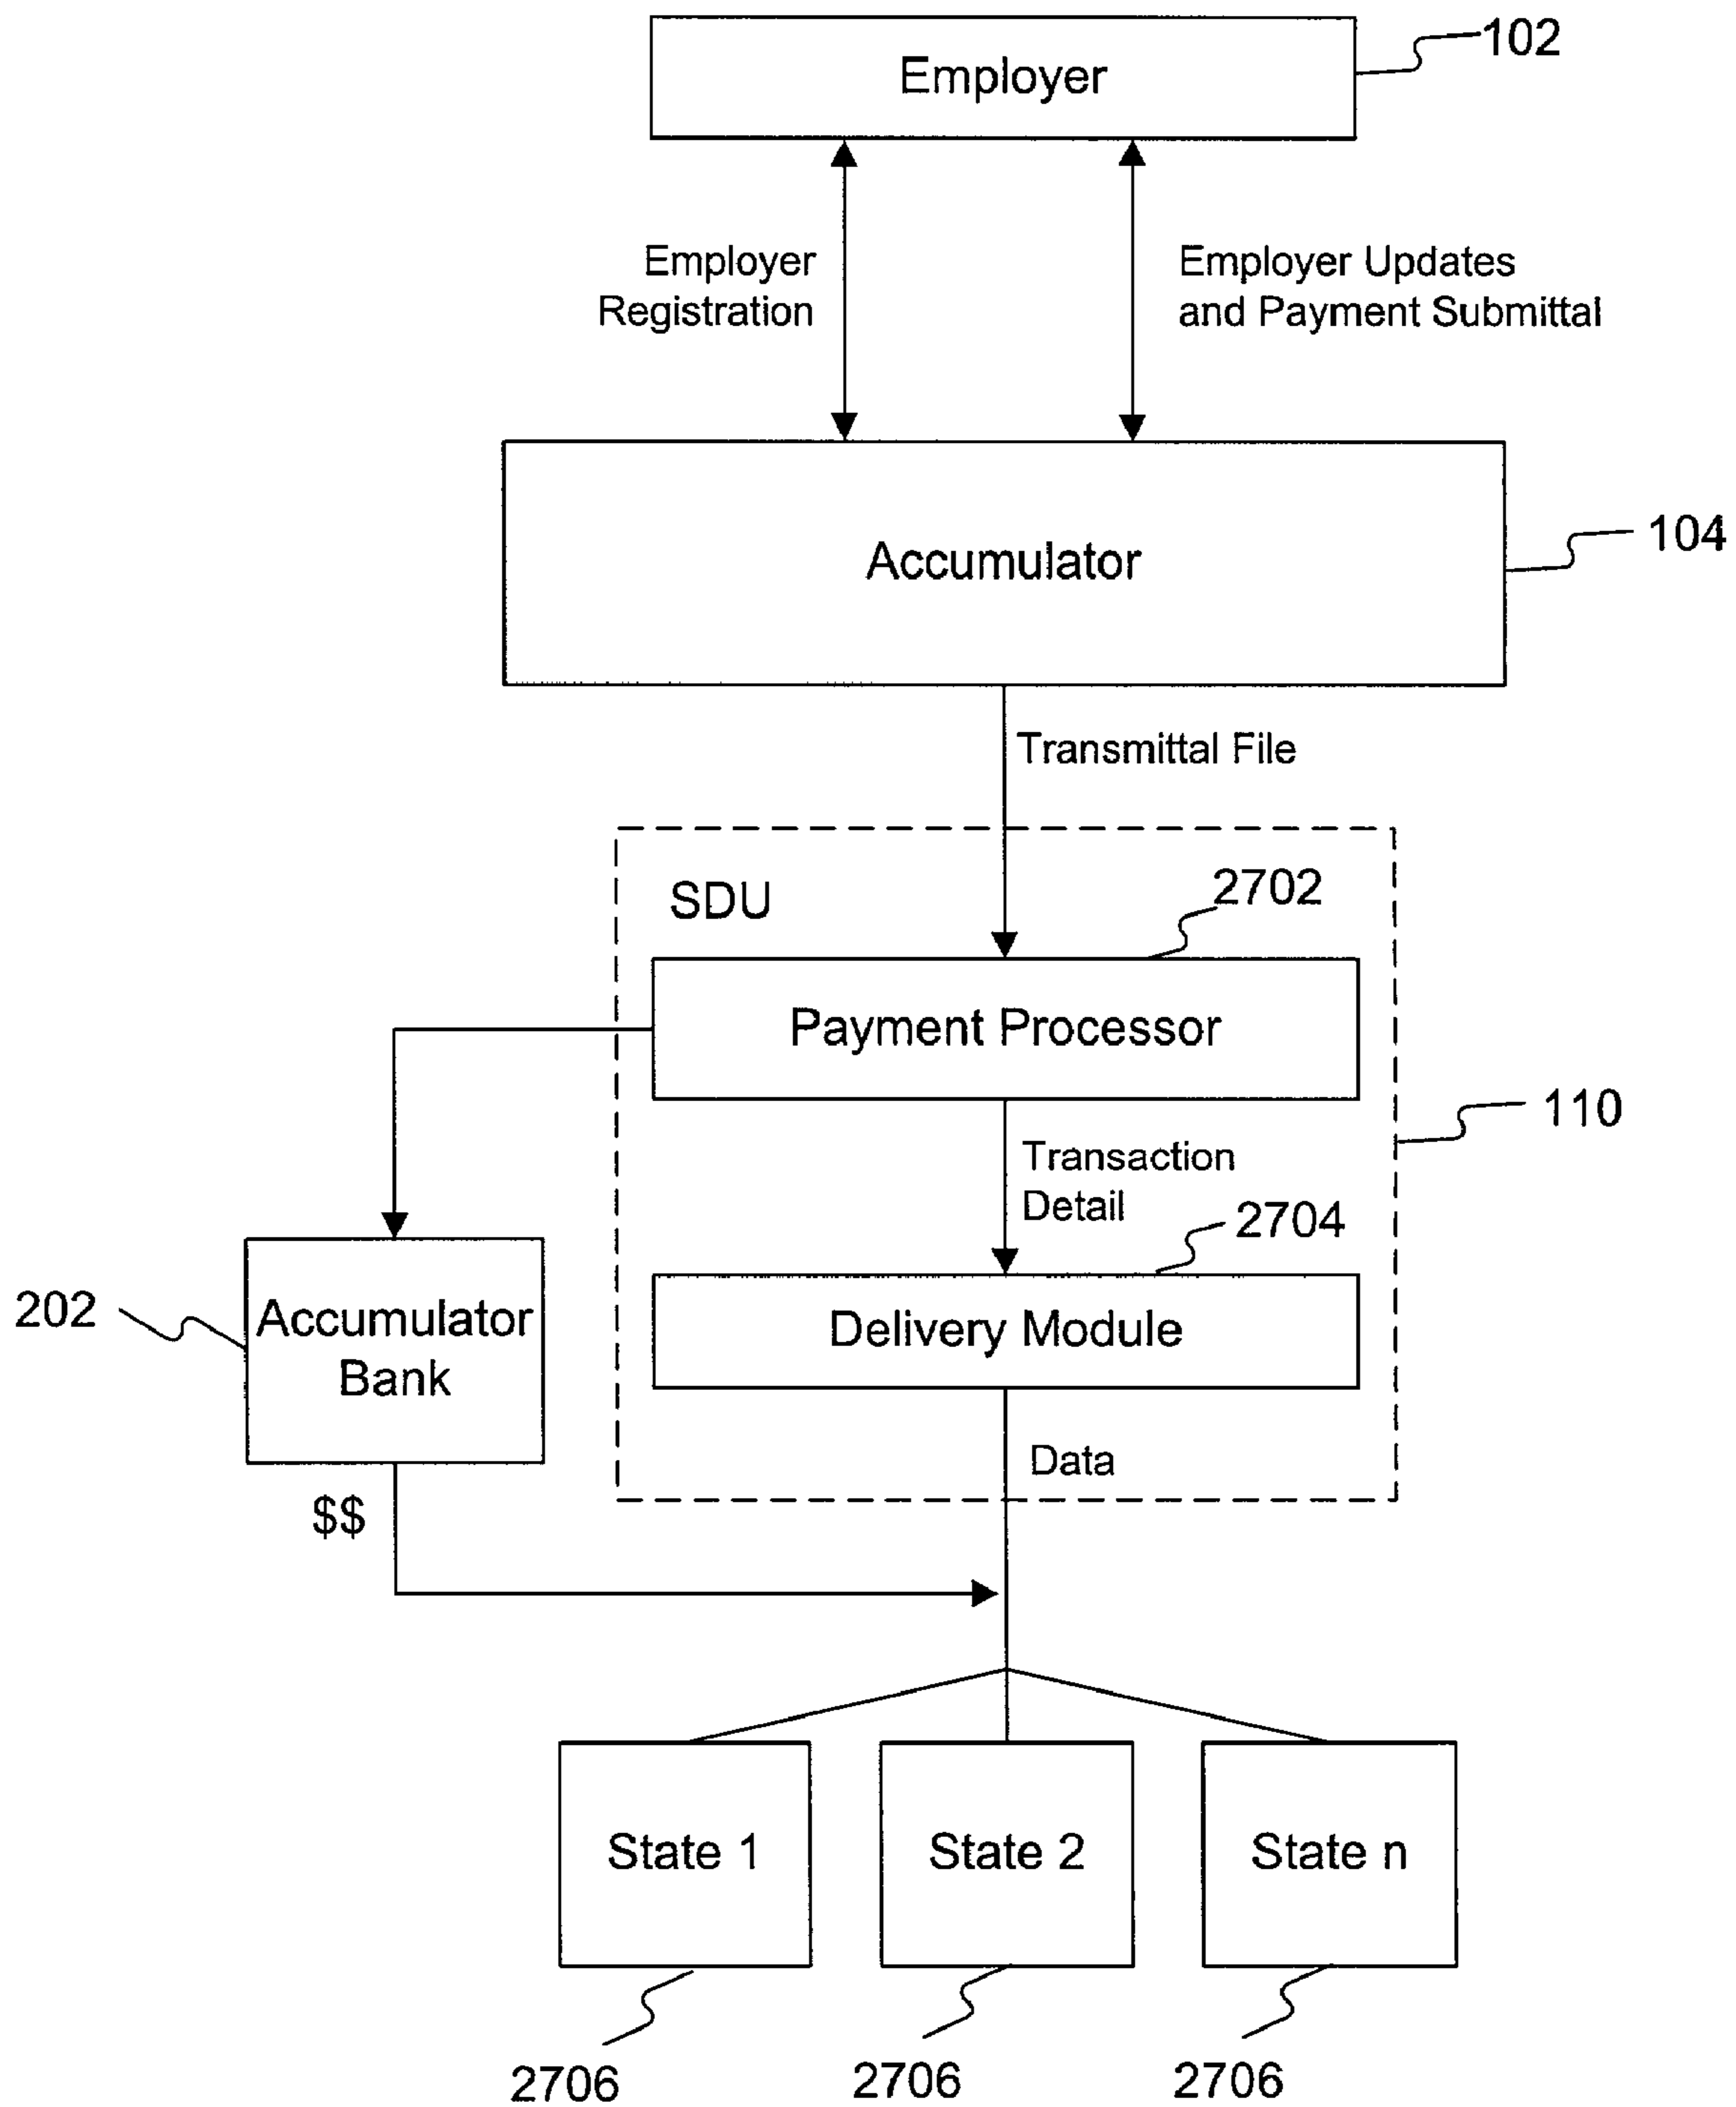 102
Employer
Employer
Registration
Employer Updates
and Payment Submittal
104
Accumulator
Transmittal File
SDU
2702
Payment Processor
110
Transaction
Detail
2704
202
Accumulator
Bank
Delivery Module
Data
$$
State 1
State 2
State n
2706
2706
2706